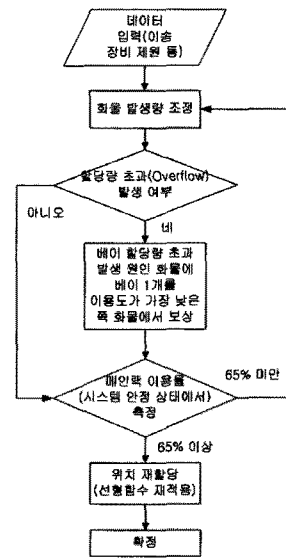 데이터
입력(이송
장비 제원 등)
화물 발생량 조정
할당량 초과(Overflow)
발생 여부
아니오
네
베이 할당량 초과
발생 원인 화물에
베이 1개를
이용도가 가장 낮은
쪽 화물에서 보상
메인랙 이용률
(시스템 안정 상태에서)
측정
65% 미만
65% 이상
위치 재할당
(선형함수 재적용)
확정